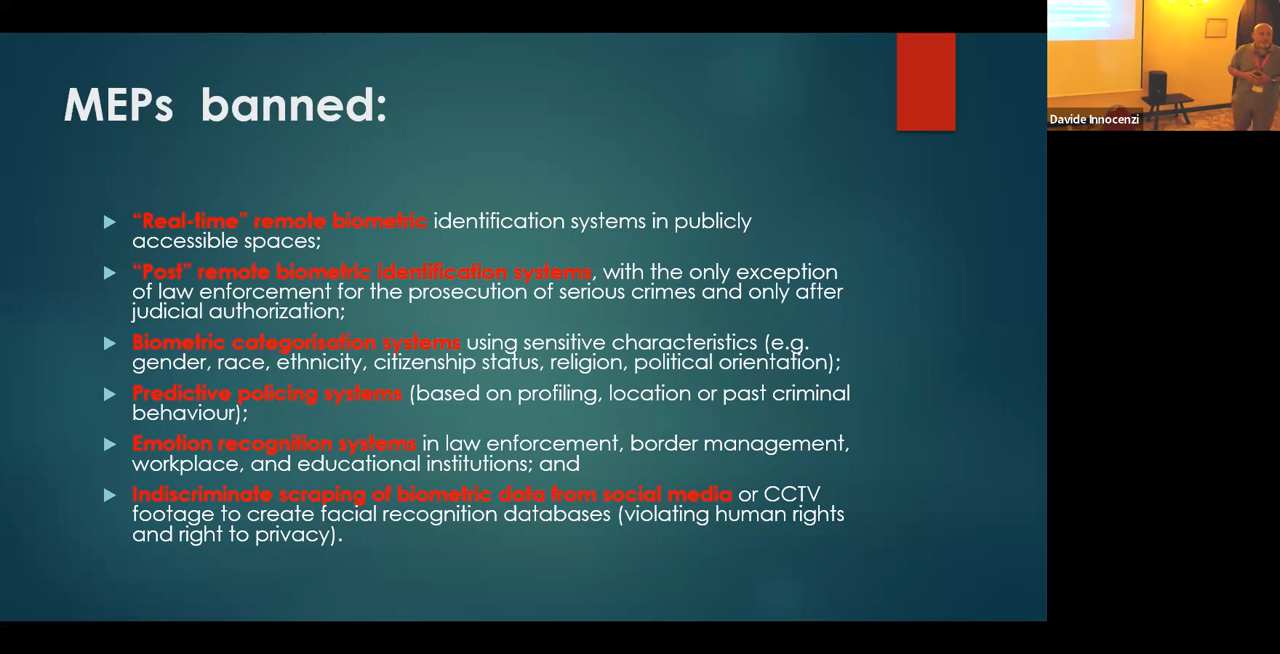 MEPs banned:
“Real-time” remote biometric identification systems in publicly
accessible spaces;
“Post” remote biometric identification systems, with the only exception
of law enforcement for the prosecution of serious crimes and only after
judicial authorization;
Biometric categorisation systems using sensitive characteristics (e.g.
gender, race, ethnicity, citizenship status, religion, political orientation);
Predictive policing systems (based on profiling, location or past criminal
behaviour);
Emotion recognition systems in law enforcement, border management,
workplace, and educational institutions; and
Indiscriminate scraping of biometric data from social media or CCTV
footage to create facial recognition databases (violating human rights
and right to privacy).
Davide Innocenzi